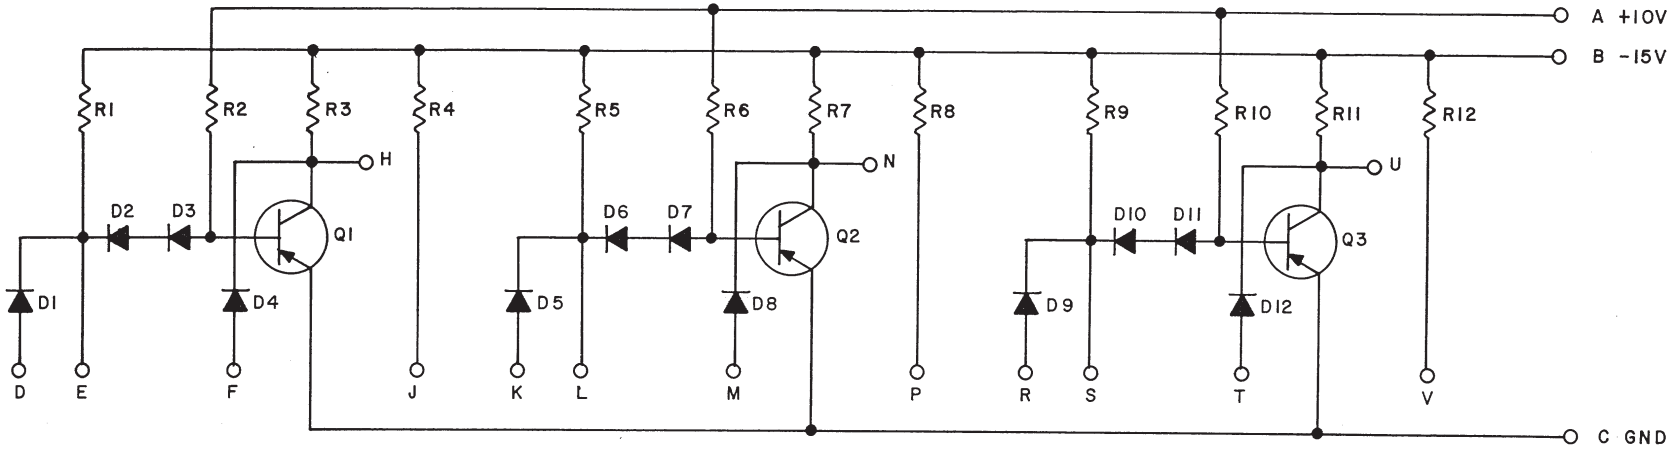 A +10V
B -15V
R1 R2 R3 R4 R5 R6 R7 R8 R9 R10 R11 R12
H N U
D2 D3 Q1 D6 D7 Q2 D10 D11 Q3
D1 D4 D5 D8 D9 D12
D E F J K L M P R S T V
C GND